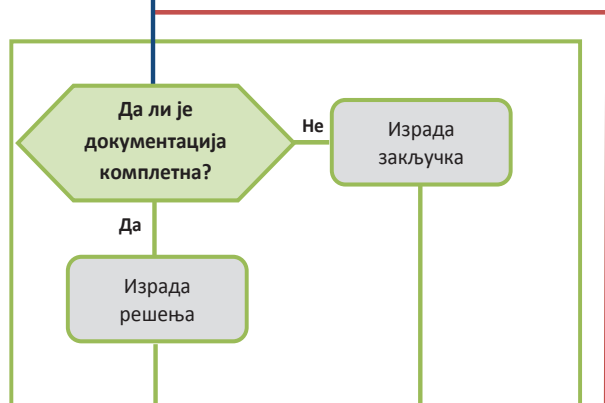 Да ли је
документација
комплетна?
Не
Израда
закључка
Да
Израда
решења